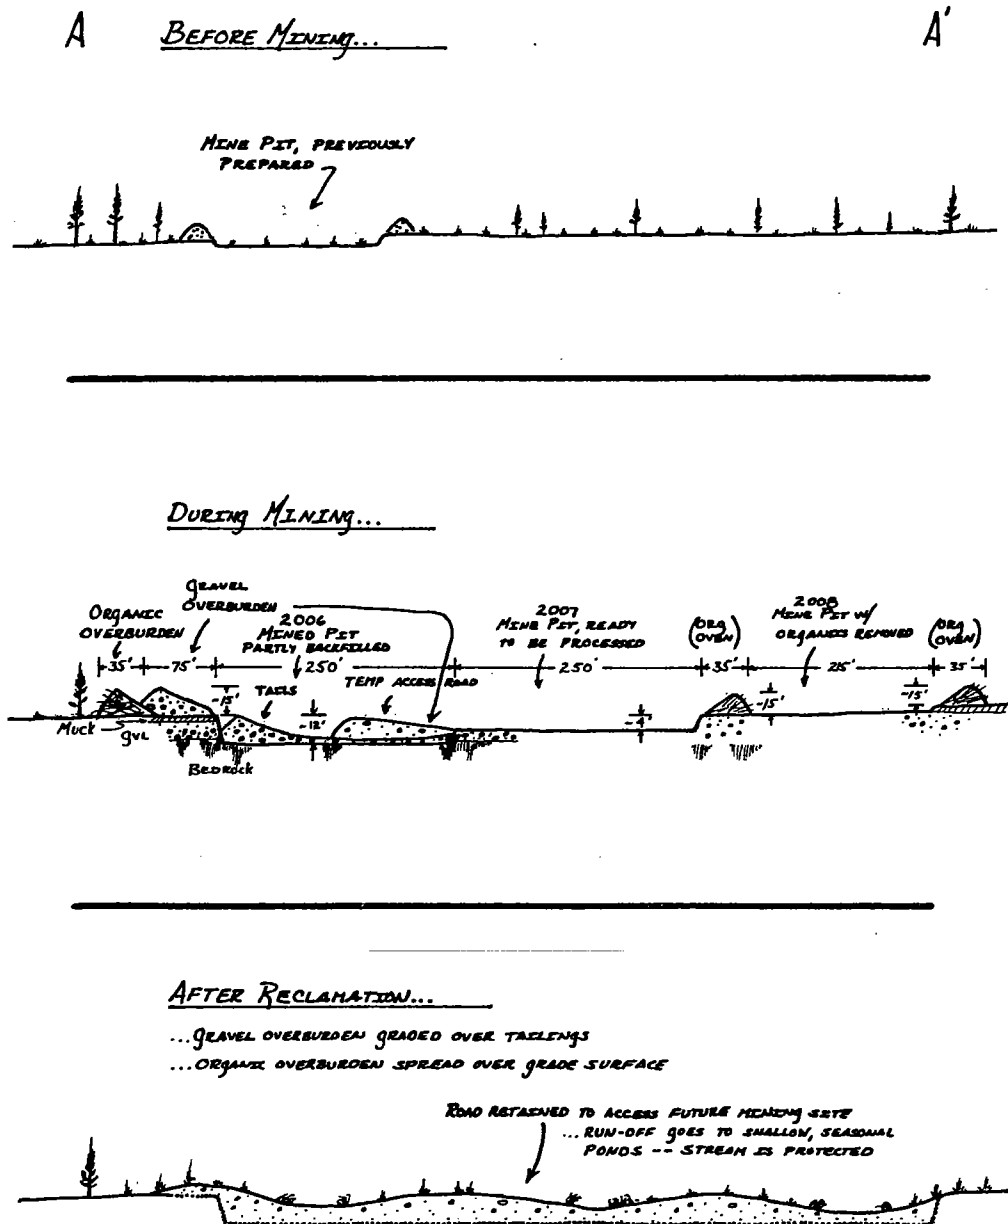 A
BEFORE MINING...
A'
MINE PIT, PREVIOUSLY
PREPARED
DURING MINING...
ORGANIC
OVERBURDEN
GRAVEL
OVERBURDEN
2006
MINED PIT
PARTLY BACKFILLED
2007
MINE PIT, READY
TO BE PROCESSED
(ORG
OVEN)
2008
MINE PIT W/
ORGANICS REMOVED
(ORG
OVEN)
35' 75' 250' 250' 35' 215' 35'
~15' TAILS ~12' TEMP ACCESS ROAD ~15' ~15'
MUCK
GVL
BEDROCK
AFTER RECLAMATION...
...GRAVEL OVERBURDEN GRADED OVER TAILINGS
...ORGANIC OVERBURDEN SPREAD OVER GRADE SURFACE
ROAD RETAINED TO ACCESS FUTURE MINING SITE
...RUN-OFF GOES TO SHALLOW, SEASONAL
PONDS -- STREAM IS PROTECTED